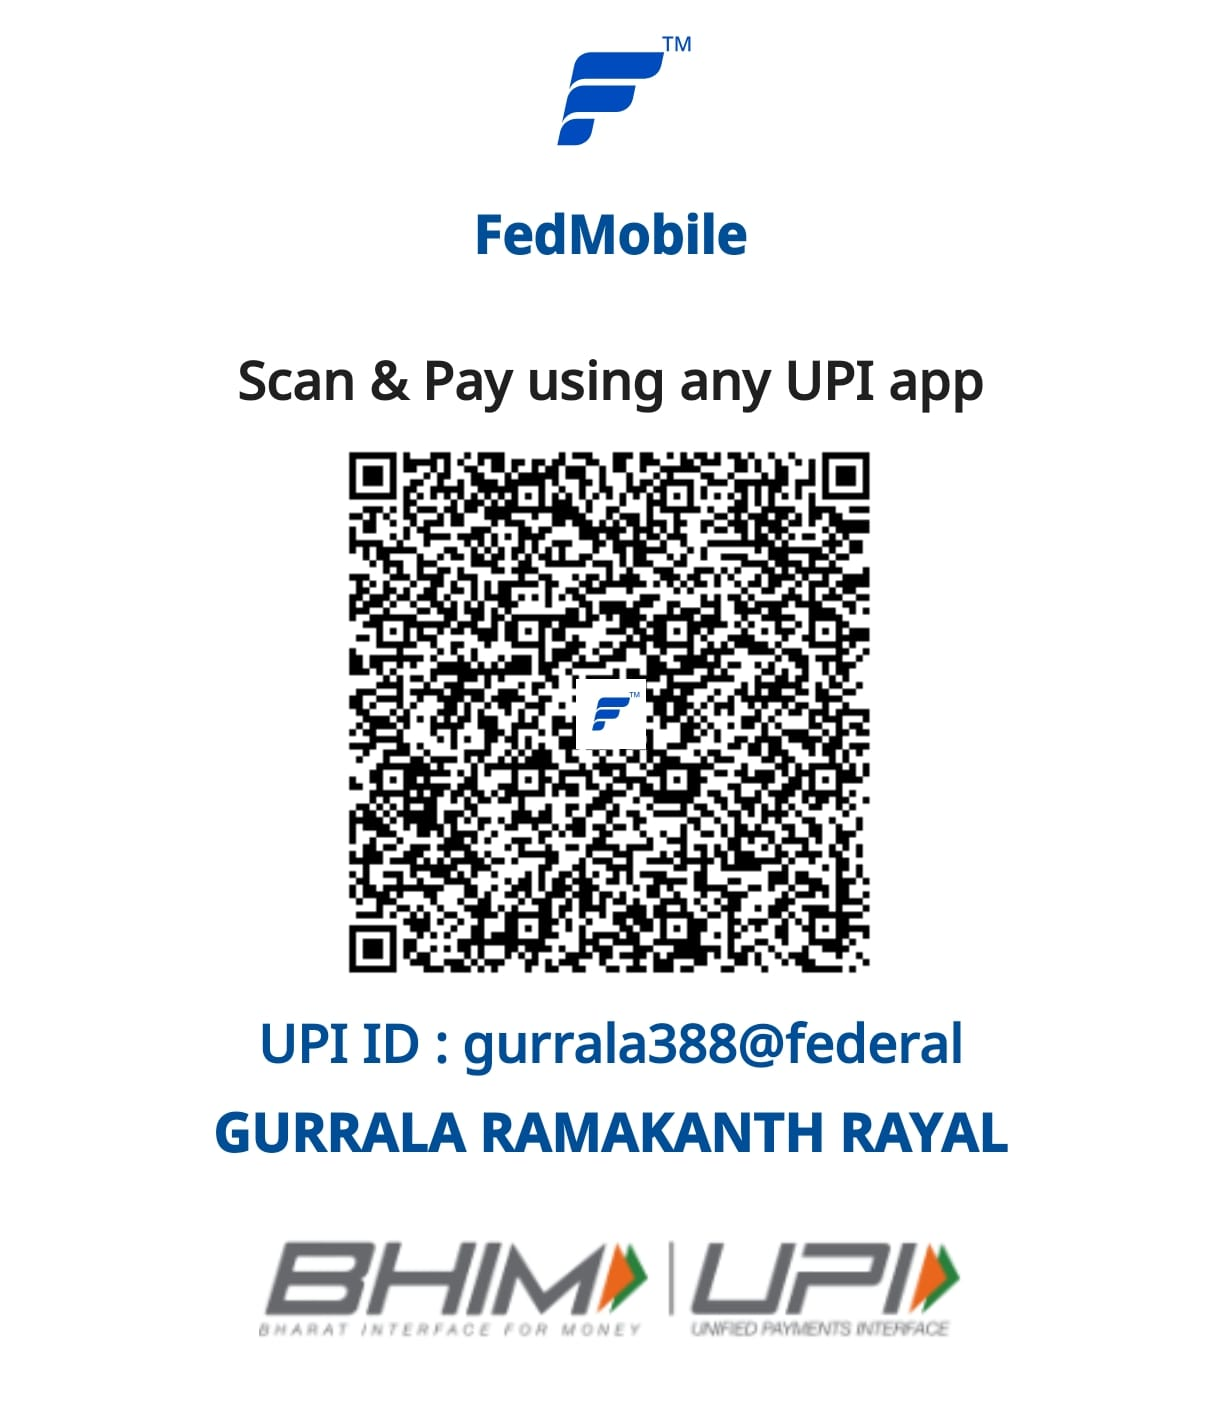 TM
FedMobile
Scan & Pay using any UPI app
TM
UPI ID : gurrala388@federal
GURRALA RAMAKANTH RAYAL
BHIM UPI
BHARAT INTERFACE FOR MONEY UNIFIED PAYMENTS INTERFACE